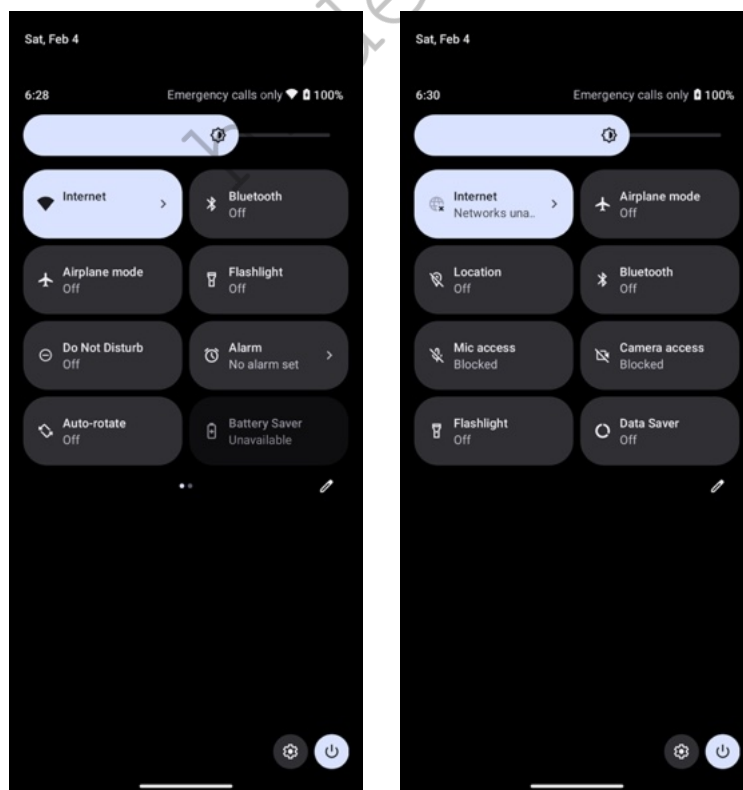 Sat, Feb 4
6:28 Emergency calls only 100%
Internet
Bluetooth
Off
Airplane mode
Off
Flashlight
Off
Do Not Disturb
Off
Alarm
No alarm set
Auto-rotate
Off
Battery Saver
Unavailable
Sat, Feb 4
6:30 Emergency calls only 100%
Internet
Networks una..
Airplane mode
Off
Location
Off
Bluetooth
Off
Mic access
Blocked
Camera access
Blocked
Flashlight
Off
Data Saver
Off